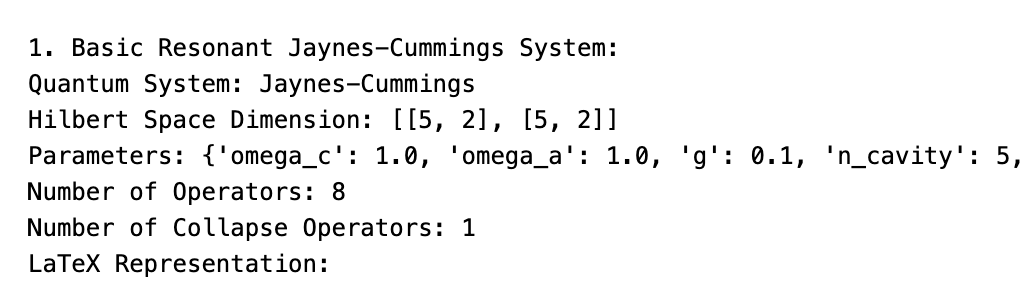 1. Basic Resonant Jaynes-Cummings System:
Quantum System: Jaynes-Cummings
Hilbert Space Dimension: [[5, 2], [5, 2]]
Parameters: {'omega_c': 1.0, 'omega_a': 1.0, 'g': 0.1, 'n_cavity': 5,
Number of Operators: 8
Number of Collapse Operators: 1
LaTeX Representation: